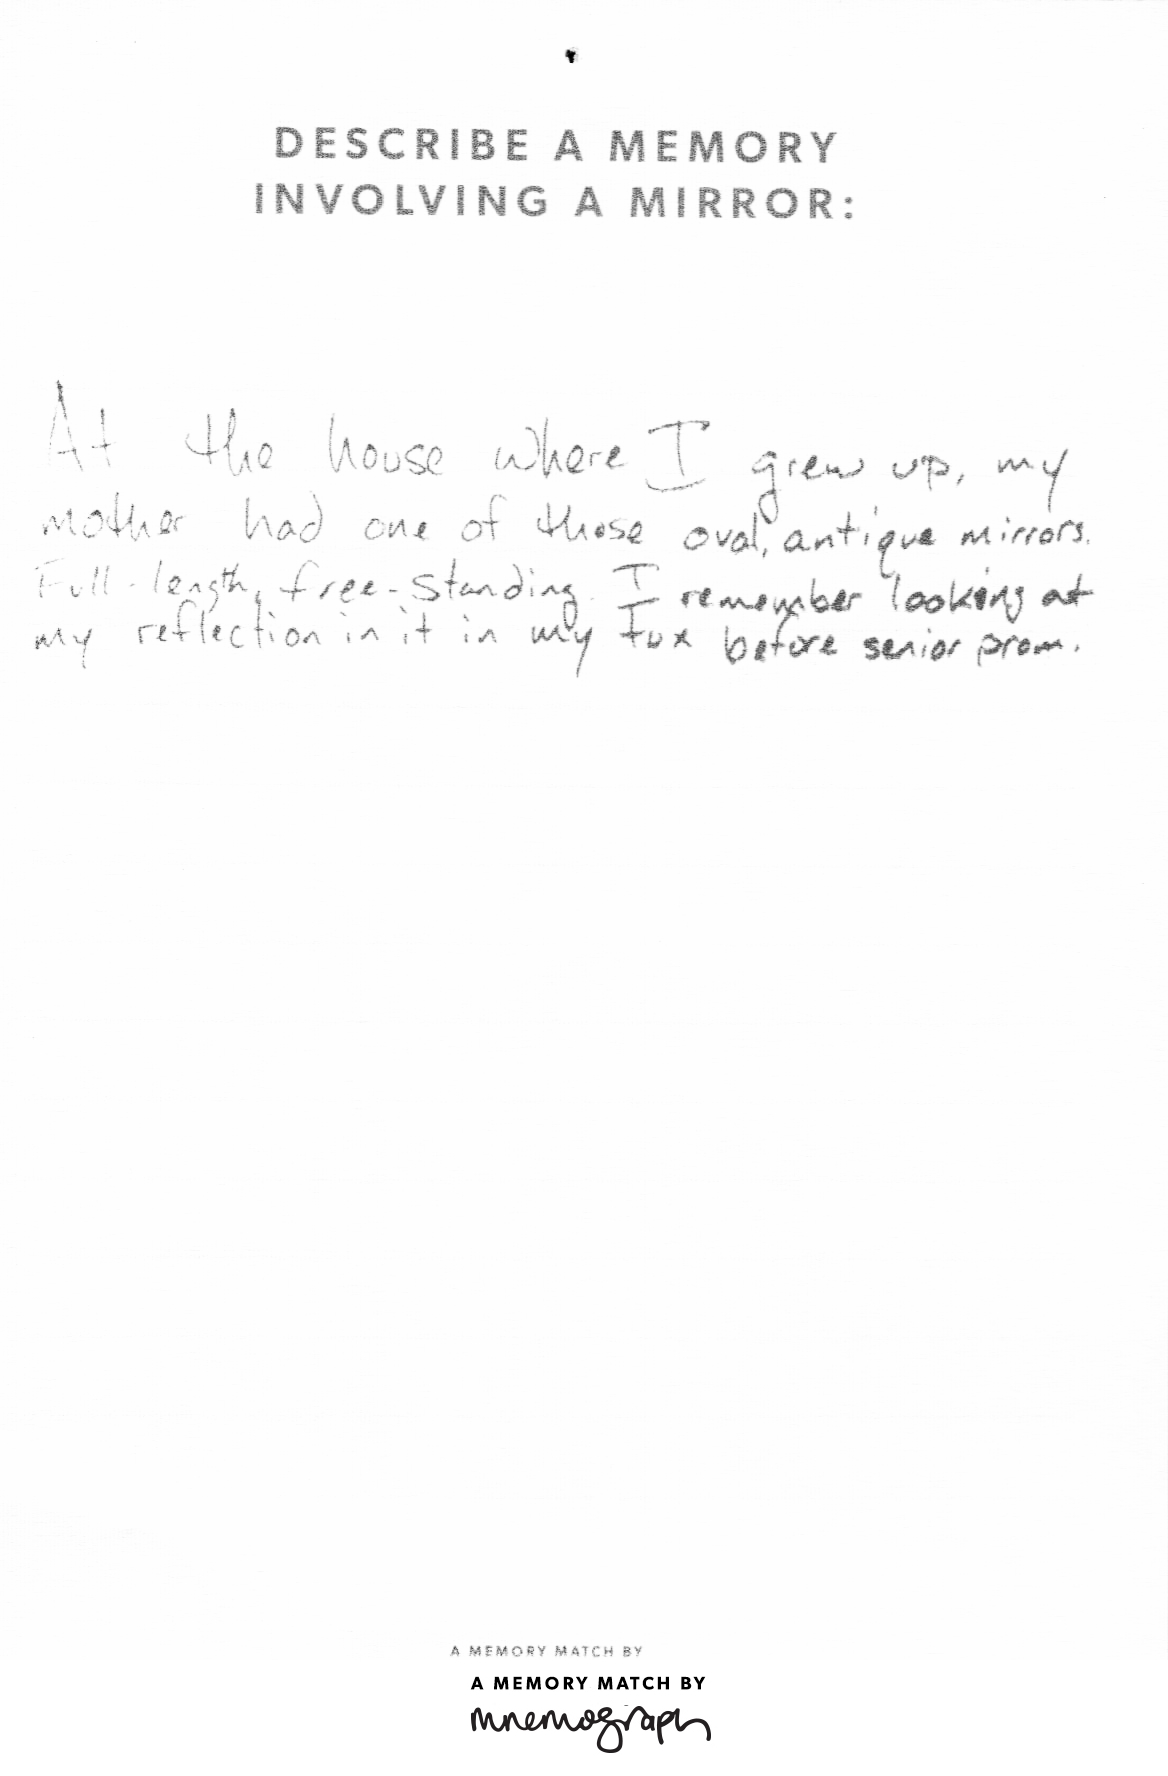 DESCRIBE A MEMORY
INVOLVING A MIRROR:
At the house where I grew up, my
mother had one of those oval, antique mirrors.
Full-length, free-standing. I remember looking at
my reflection in it in my tux before senior prom.
A MEMORY MATCH BY
A MEMORY MATCH BY
mnemograph